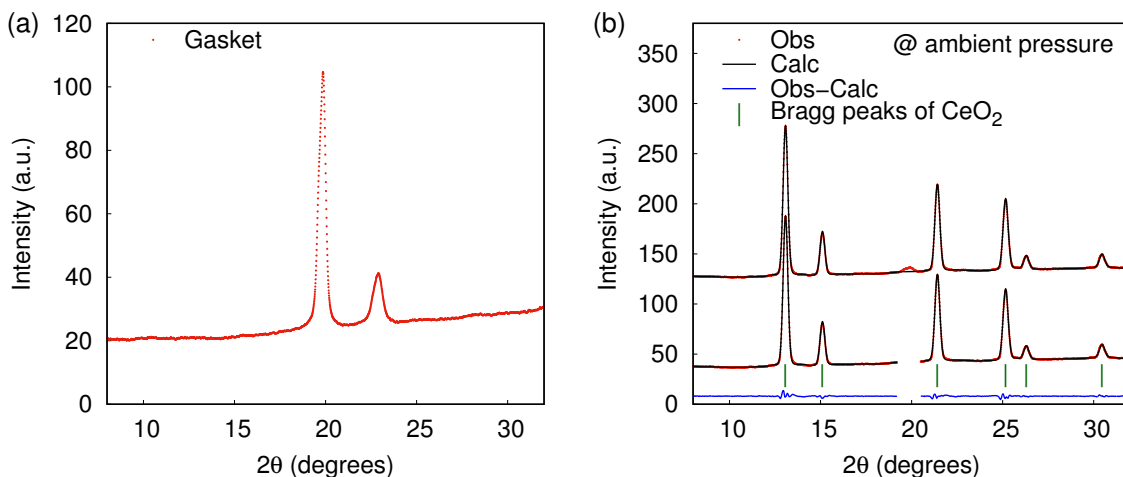 (a)
Gasket
Intensity (a.u.)
120
100
80
60
40
20
0
10 15 20 25 30
2θ (degrees)
(b)
Obs
Calc
Obs−Calc
Bragg peaks of CeO₂
@ ambient pressure
Intensity (a.u.)
350
300
250
200
150
100
50
0
10 15 20 25 30
2θ (degrees)